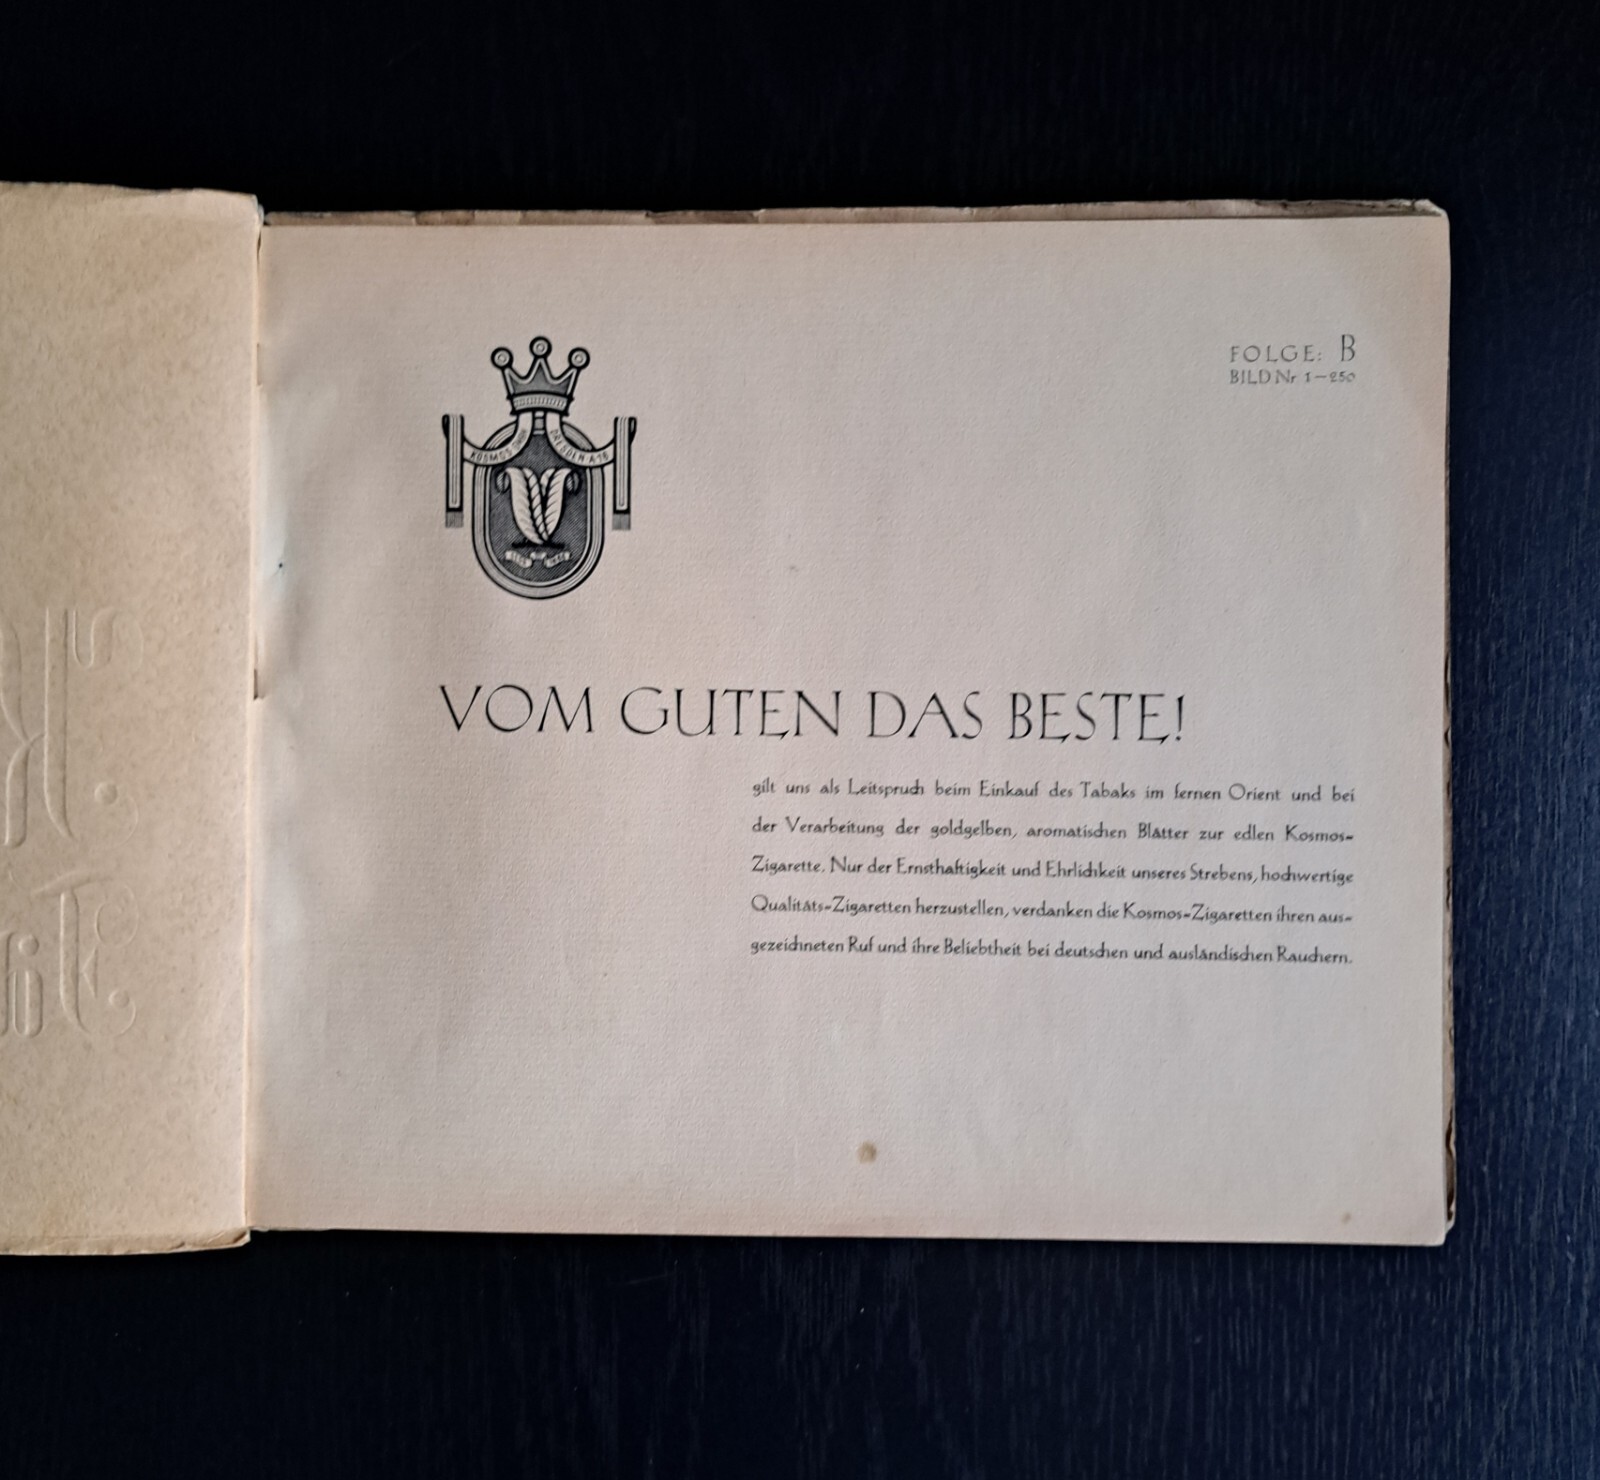 FOLGE: B
BILD Nr 1–250
KOSMOS DRESDEN A-16
VOM GUTEN DAS BESTE!
gilt uns als Leitspruch beim Einkauf des Tabaks im fernen Orient und bei
der Verarbeitung der goldgelben, aromatischen Blätter zur edlen Kosmos-
Zigarette. Nur der Ernsthaftigkeit und Ehrlichkeit unseres Strebens, hochwertige
Qualitäts-Zigaretten herzustellen, verdanken die Kosmos-Zigaretten ihren aus-
gezeichneten Ruf und ihre Beliebtheit bei deutschen und ausländischen Rauchern.